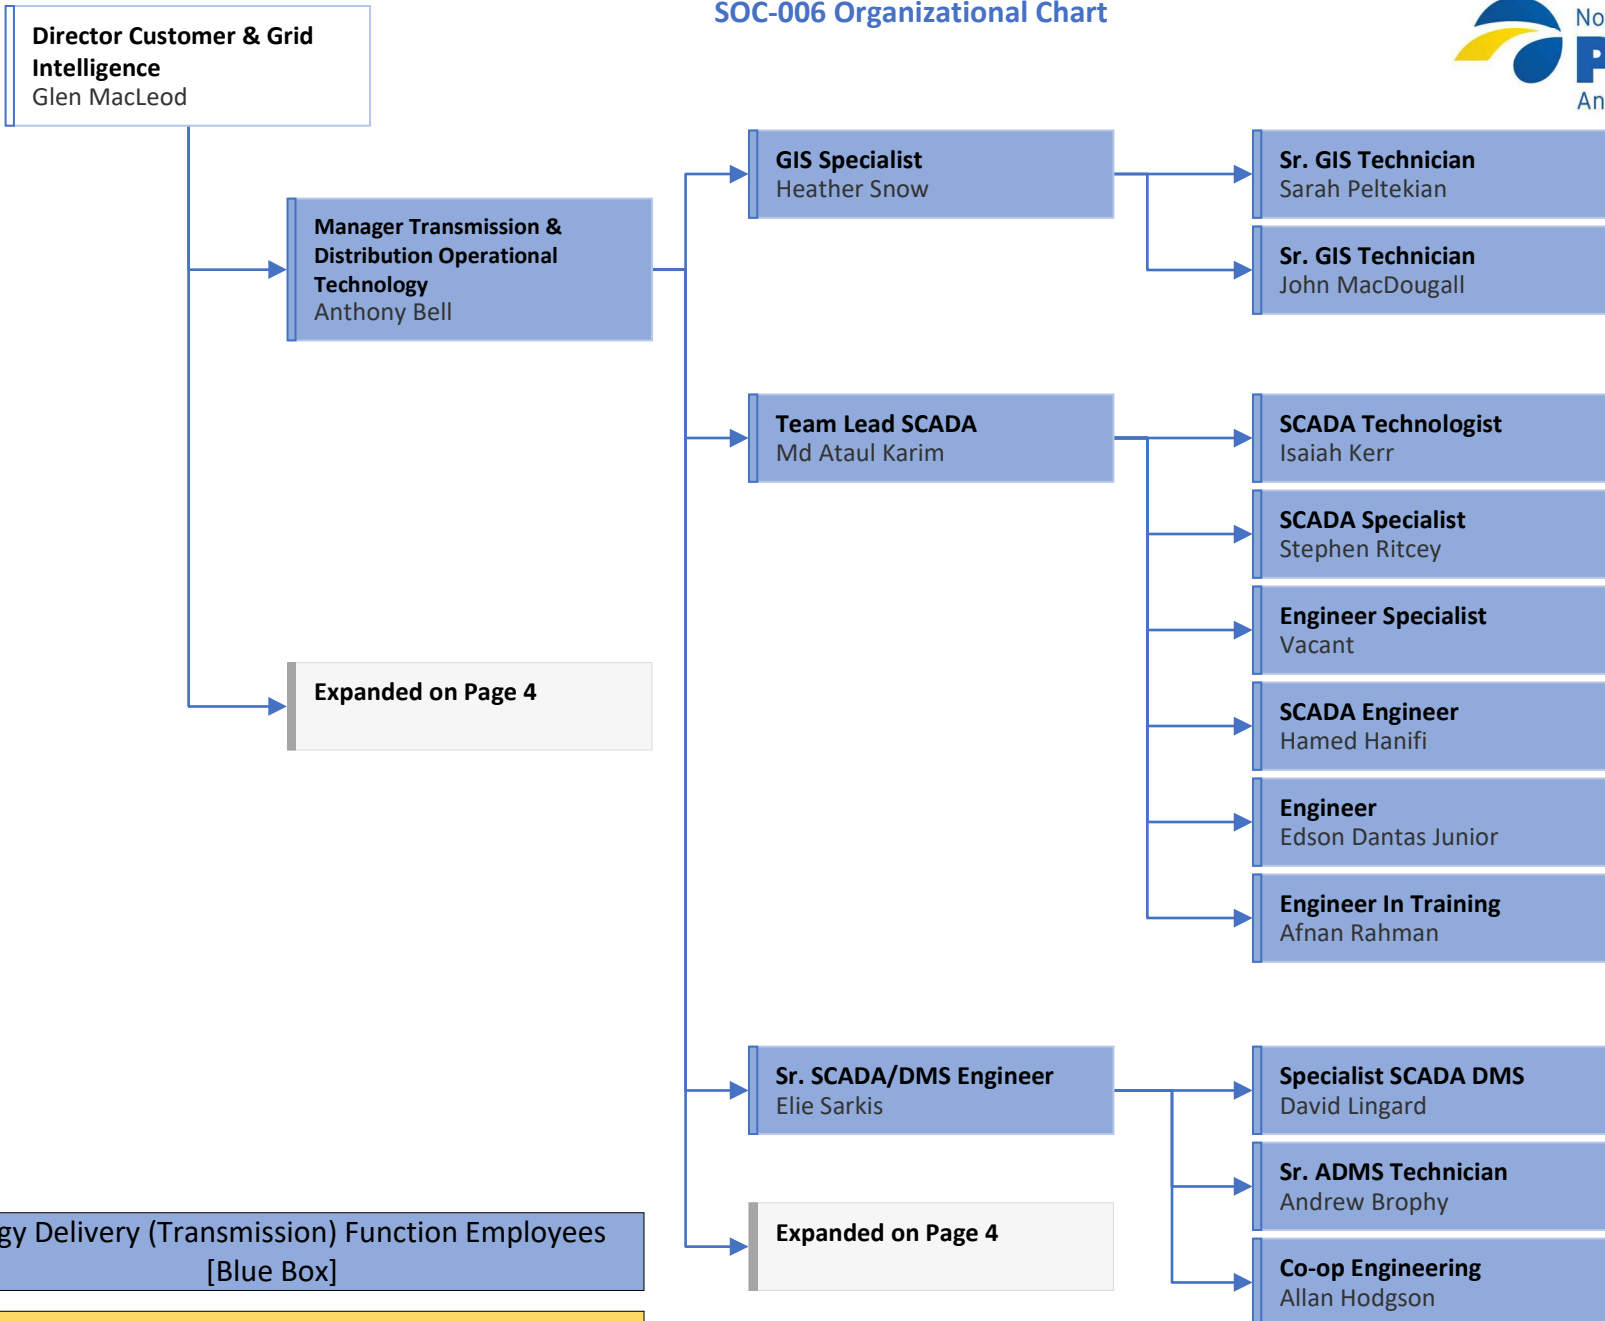 SOC-006 Organizational Chart
Director Customer & Grid
Intelligence
Glen MacLeod
Manager Transmission &
Distribution Operational
Technology
Anthony Bell
Expanded on Page 4
GIS Specialist
Heather Snow
Sr. GIS Technician
Sarah Peltekian
Sr. GIS Technician
John MacDougall
Team Lead SCADA
Md Ataul Karim
SCADA Technologist
Isaiah Kerr
SCADA Specialist
Stephen Ritcey
Engineer Specialist
Vacant
SCADA Engineer
Hamed Hanifi
Engineer
Edson Dantas Junior
Engineer In Training
Afnan Rahman
Sr. SCADA/DMS Engineer
Elie Sarkis
Specialist SCADA DMS
David Lingard
Sr. ADMS Technician
Andrew Brophy
Co-op Engineering
Allan Hodgson
Expanded on Page 4
gy Delivery (Transmission) Function Employees
[Blue Box]
No
P
An